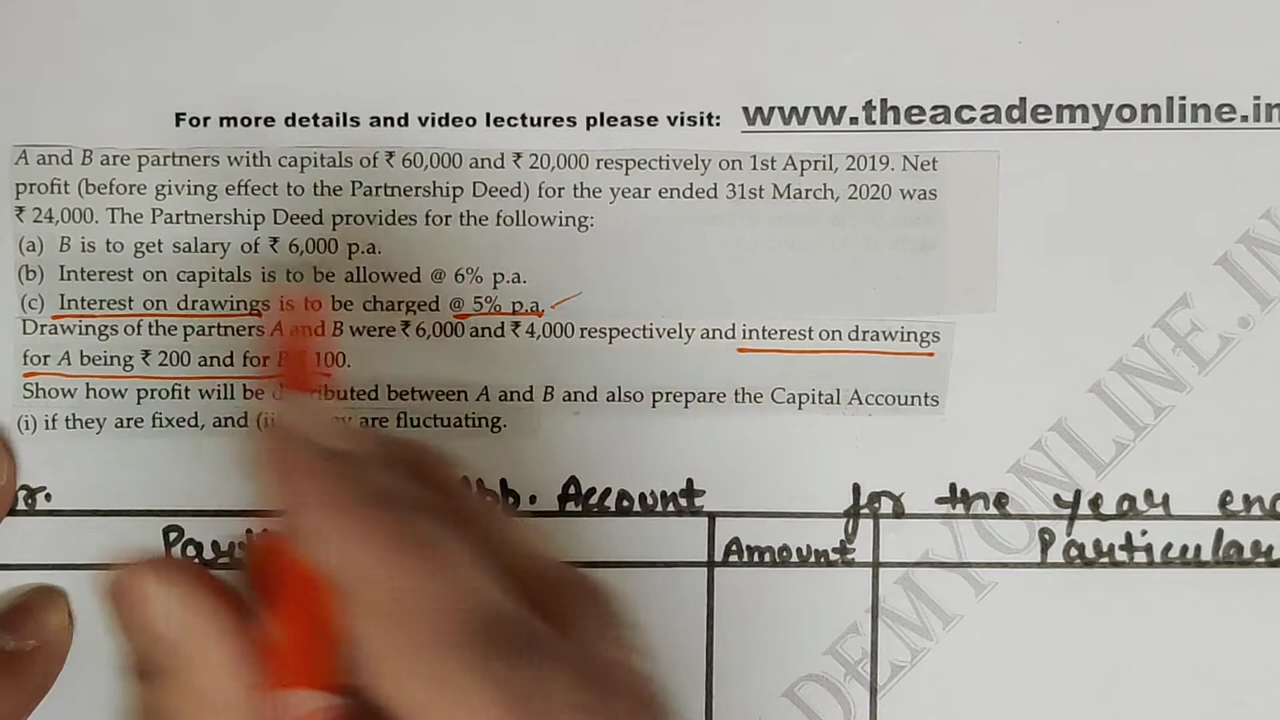 For more details and video lectures please visit: www.theacademyonline.in
A and B are partners with capitals of ₹ 60,000 and ₹ 20,000 respectively on 1st April, 2019. Net
profit (before giving effect to the Partnership Deed) for the year ended 31st March, 2020 was
₹ 24,000. The Partnership Deed provides for the following:
(a) B is to get salary of ₹ 6,000 p.a.
(b) Interest on capitals is to be allowed @ 6% p.a.
(c) Interest on drawings is to be charged @ 5% p.a.
Drawings of the partners A and B were ₹ 6,000 and ₹ 4,000 respectively and interest on drawings
for A being ₹ 200 and for 100.
Show how profit will be between A and B and also prepare the Capital Accounts
(i) if they are fixed, and are fluctuating.
Account for the year
Amount Particular
DEMYONLINE.IN